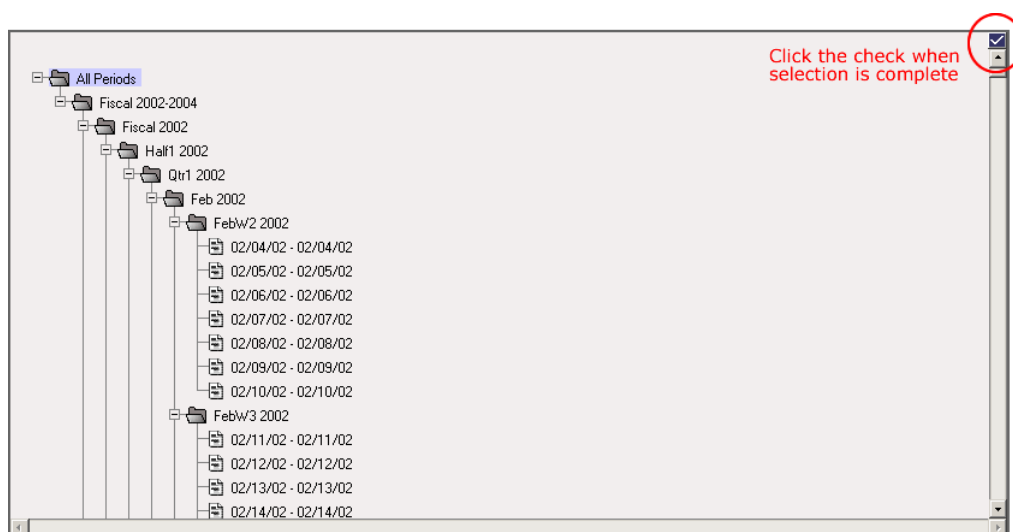 Click the check when
selection is complete
All Periods
Fiscal 2002-2004
Fiscal 2002
Half1 2002
Qtr1 2002
Feb 2002
FebW2 2002
02/04/02 - 02/04/02
02/05/02 - 02/05/02
02/06/02 - 02/06/02
02/07/02 - 02/07/02
02/08/02 - 02/08/02
02/09/02 - 02/09/02
02/10/02 - 02/10/02
FebW3 2002
02/11/02 - 02/11/02
02/12/02 - 02/12/02
02/13/02 - 02/13/02
02/14/02 - 02/14/02